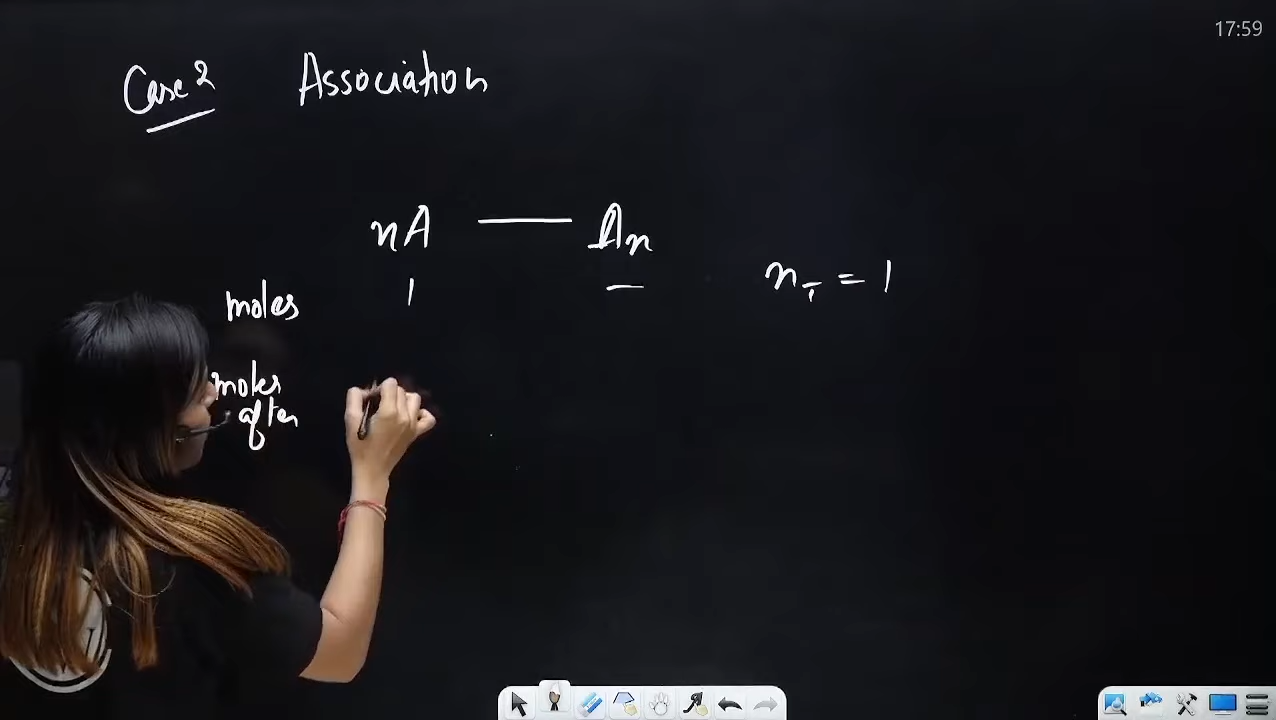 17:59
Case 2 Association
nA — An
moles 1 — n_T = 1
moles
after